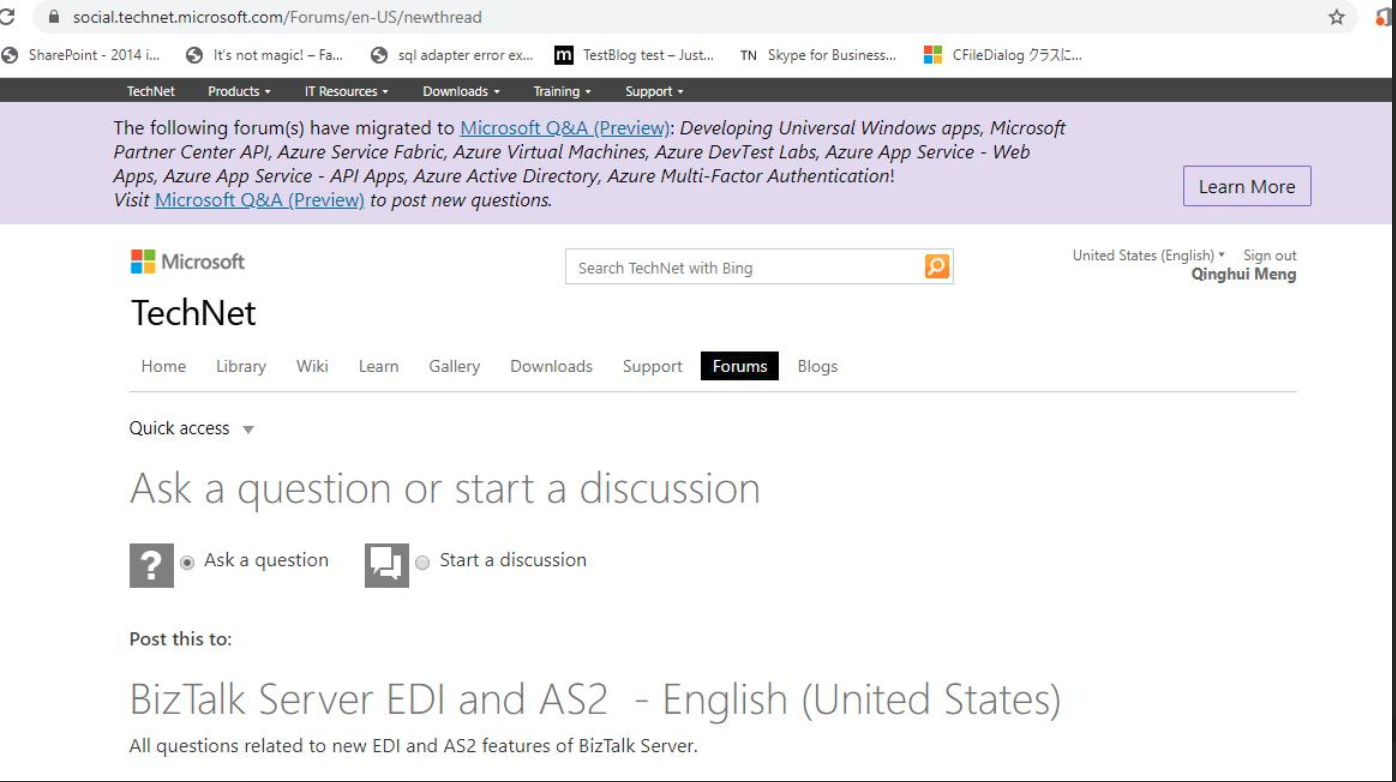 social.technet.microsoft.com/Forums/en-US/newthread
SharePoint - 2014 i... It's not magic! – Fa... sql adapter error ex... m TestBlog test – Just... TN Skype for Business... CFileDialog クラスに...
TechNet Products IT Resources Downloads Training Support
The following forum(s) have migrated to Microsoft Q&A (Preview): Developing Universal Windows apps, Microsoft
Partner Center API, Azure Service Fabric, Azure Virtual Machines, Azure DevTest Labs, Azure App Service - Web
Apps, Azure App Service - API Apps, Azure Active Directory, Azure Multi-Factor Authentication!
Visit Microsoft Q&A (Preview) to post new questions.
Learn More
Microsoft
Search TechNet with Bing
United States (English) Sign out
Qinghui Meng
TechNet
Home Library Wiki Learn Gallery Downloads Support Forums Blogs
Quick access
Ask a question or start a discussion
? Ask a question Start a discussion
Post this to:
BizTalk Server EDI and AS2 - English (United States)
All questions related to new EDI and AS2 features of BizTalk Server.